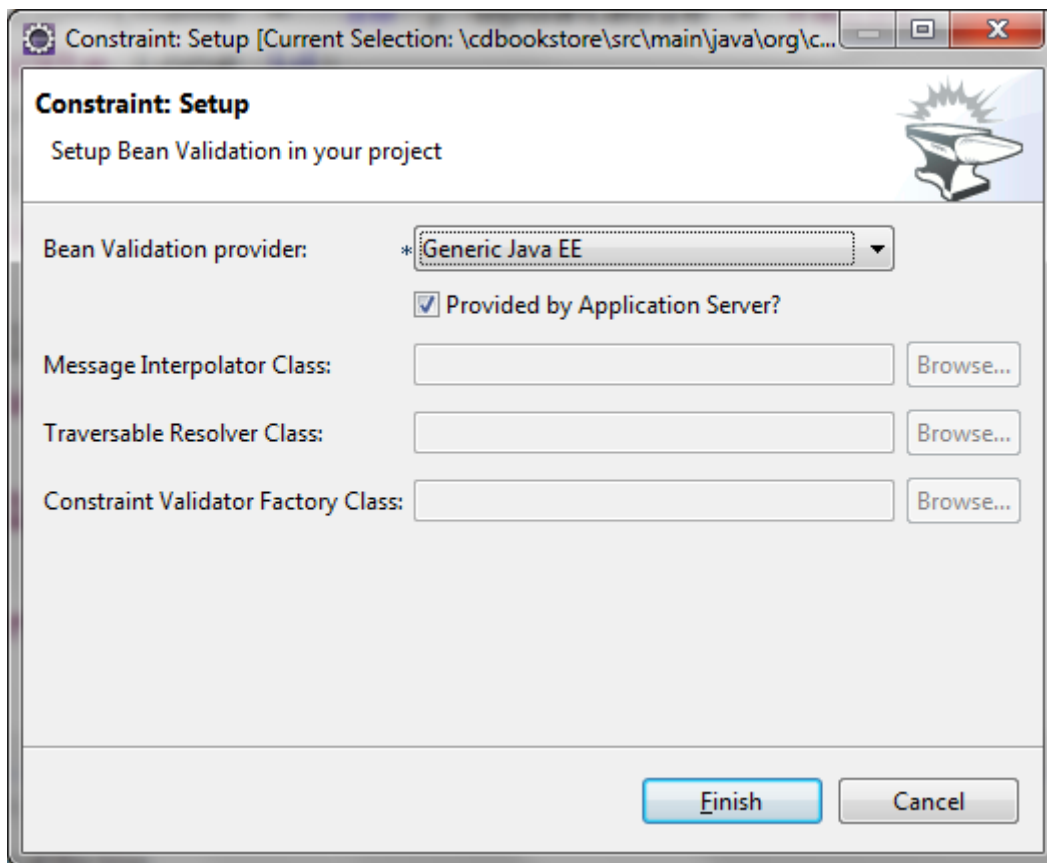 Constraint: Setup [Current Selection: \cdbookstore\src\main\java\org\c...
Constraint: Setup
Setup Bean Validation in your project
Bean Validation provider: * Generic Java EE
Provided by Application Server?
Message Interpolator Class: Browse...
Traversable Resolver Class: Browse...
Constraint Validator Factory Class: Browse...
Finish Cancel